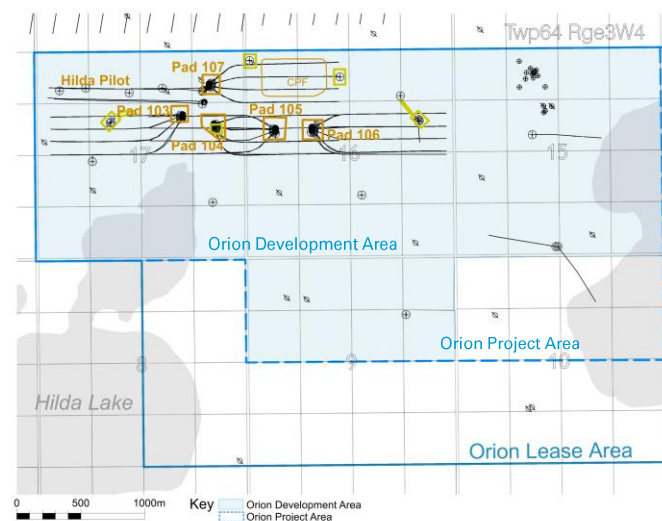 Twp64 Rge3W4
Pad 107
Hilda Pilot
CPF
Pad 103
Pad 105
Pad 104
Pad 106
17
16
15
Orion Development Area
Orion Project Area
8
9
10
Hilda Lake
Orion Lease Area
0 500 1000m
Key
Orion Development Area
Orion Project Area